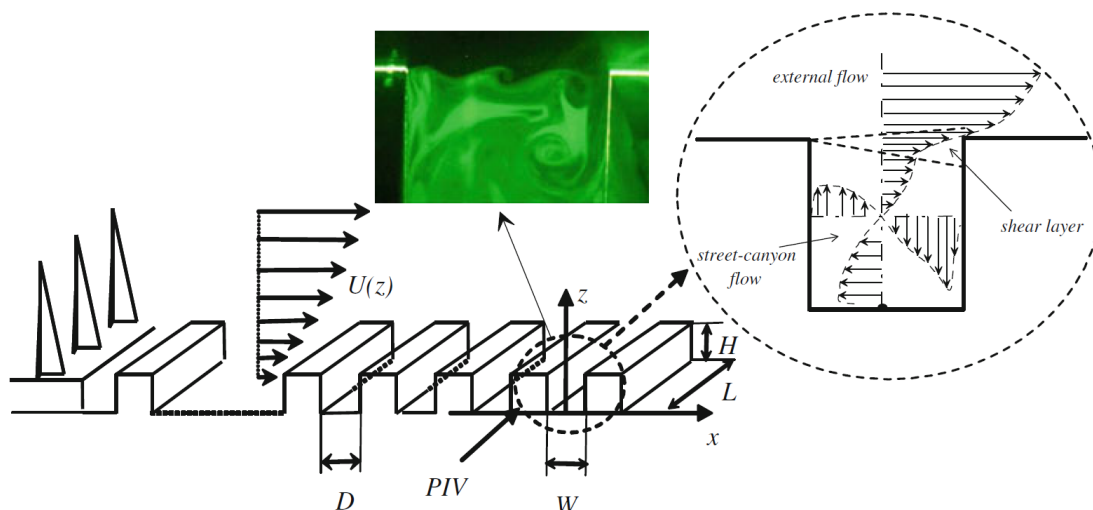 external flow
shear layer
street-canyon
flow
U(z)
z
H
L
x
PIV
D
W